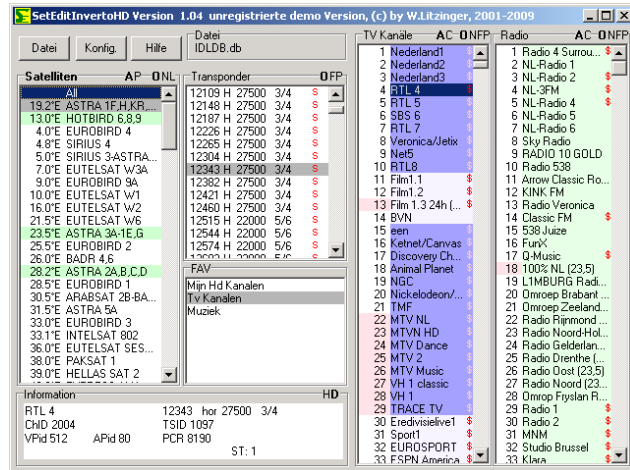 SetEditInvertoHD Version 1.04 unregistrierte demo Version, (c) by W.Litzinger, 2001-2009
Datei
Konfig.
Hilfe
Datei
IDLDB.db
Satelliten AP ONL
All
19.2°E ASTRA 1F,H,KR,...
13.0°E HOTBIRD 6,8,9
4.0°E EUROBIRD 4
4.8°E SIRIUS 4
5.0°E SIRIUS 3-ASTRA...
7.0°E EUTELSAT W3A
9.0°E EUROBIRD 9A
10.0°E EUTELSAT W1
16.0°E EUTELSAT W2
21.5°E EUTELSAT W6
23.5°E ASTRA 3A-1E,G
25.5°E EUROBIRD 2
26.0°E BADR 4,6
28.2°E ASTRA 2A,B,C,D
28.5°E EUROBIRD 1
30.5°E ARABSAT 2B-BA...
31.5°E ASTRA 5A
33.0°E EUROBIRD 3
33.1°E INTELSAT 802
36.0°E EUTELSAT SES...
38.0°E PAKSAT 1
39.0°E HELLAS SAT 2
Transponder OFP
12109 H 27500 3/4 S
12148 H 27500 3/4 S
12187 H 27500 3/4 S
12226 H 27500 3/4 S
12265 H 27500 3/4 S
12304 H 27500 3/4 S
12343 H 27500 3/4 S
12382 H 27500 3/4 S
12421 H 27500 3/4 S
12460 H 27500 3/4 S
12515 H 22000 5/6 S
12544 H 22000 5/6 S
12574 H 22000 5/6 S
12603 H 22000 5/6 S
FAV
Mijn Hd Kanalen
Tv Kanalen
Muziek
Information HD
RTL 4 12343 hor 27500 3/4
ChID 2004 TSID 1097
VPid 512 APid 80 PCR 8190
ST: 1
TV Kanäle AC ONFP
1 Nederland1 $
2 Nederland2 $
3 Nederland3 $
4 RTL 4 $
5 RTL 5 $
6 SBS 6 $
7 RTL 7 $
8 Veronica/Jetix $
9 Net5 $
10 RTL8 $
11 Film1.1 $
12 Film1.2 $
13 Film 1.3 24h (... $
14 BVN
15 een $
16 Ketnet/Canvas $
17 Discovery Ch... $
18 Animal Planet $
19 NGC $
20 Nickelodeon/... $
21 TMF $
22 MTV NL $
23 MTVN HD $
24 MTV Dance $
25 MTV 2 $
26 MTV Music $
27 VH 1 classic $
28 VH 1 $
29 TRACE TV $
30 Eredivisielive1 $
31 Sport1 $
32 EUROSPORT $
33 ESPN America $
Radio AC ONFP
1 Radio 4 Surrou... $
2 NL-Radio 1
3 NL-Radio 2 $
4 NL-3FM $
5 NL-Radio 4 $
6 NL-Radio 5
7 NL-Radio 6
8 Sky Radio
9 RADIO 10 GOLD
10 Radio 538
11 Arrow Classic Ro...
12 KINK FM
13 Radio Veronica
14 Classic FM $
15 538 Juize
16 FunX
17 Q-Music $
18 100% NL (23,5)
19 L1MBURG Radi...
20 Omroep Brabant ...
21 Omroep Zeeland...
22 Radio Rijnmond ...
23 Radio Noord-Hol...
24 Radio Gelderlan...
25 Radio Drenthe (...
26 Radio Oost (23,5)
27 Radio Noord (23...
28 Omrop Fryslan R...
29 Radio 1 $
30 Radio 2 $
31 MNM $
32 Studio Brussel $
33 Klara $